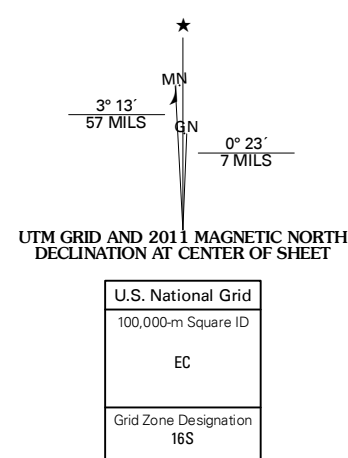 ★
MN
3° 13´
57 MILS
GN
0° 23´
7 MILS
UTM GRID AND 2011 MAGNETIC NORTH
DECLINATION AT CENTER OF SHEET
U.S. National Grid
100,000-m Square ID
EC
Grid Zone Designation
16S